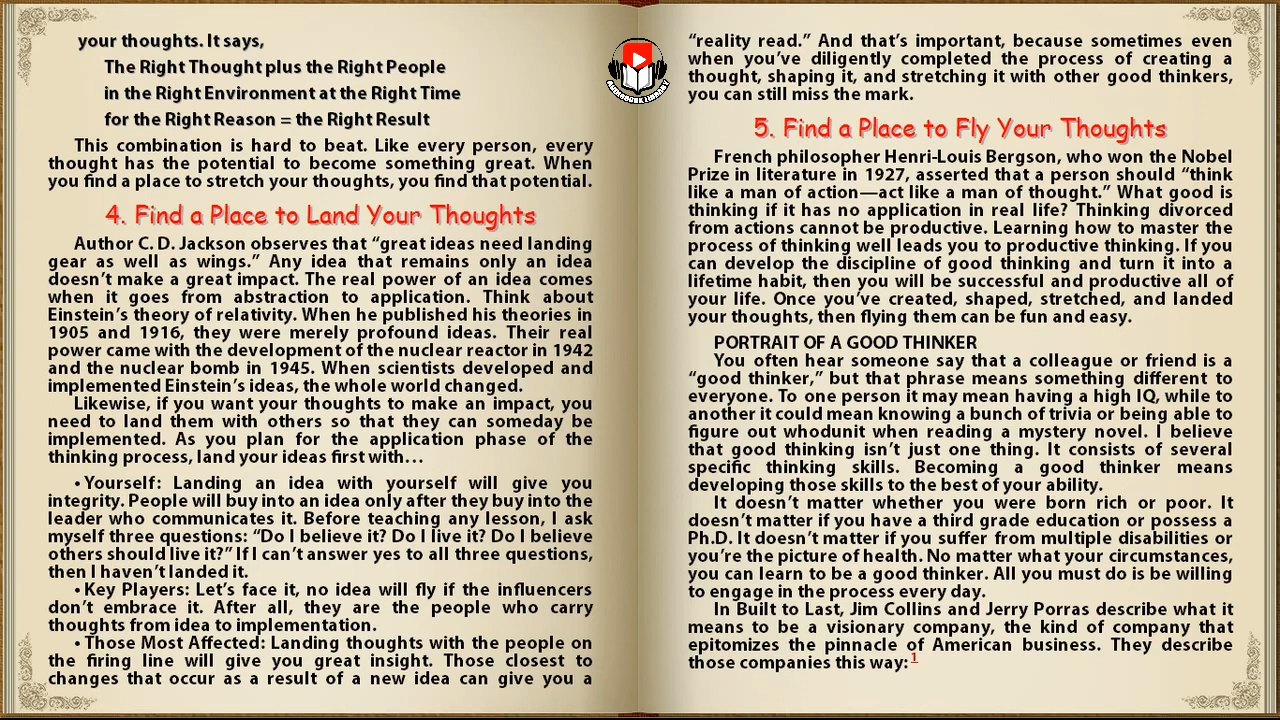 your thoughts. It says,
The Right Thought plus the Right People
in the Right Environment at the Right Time
for the Right Reason = the Right Result
This combination is hard to beat. Like every person, every
thought has the potential to become something great. When
you find a place to stretch your thoughts, you find that potential.
4. Find a Place to Land Your Thoughts
Author C. D. Jackson observes that “great ideas need landing
gear as well as wings.” Any idea that remains only an idea
doesn’t make a great impact. The real power of an idea comes
when it goes from abstraction to application. Think about
Einstein’s theory of relativity. When he published his theories in
1905 and 1916, they were merely profound ideas. Their real
power came with the development of the nuclear reactor in 1942
and the nuclear bomb in 1945. When scientists developed and
implemented Einstein’s ideas, the whole world changed.
Likewise, if you want your thoughts to make an impact, you
need to land them with others so that they can someday be
implemented. As you plan for the application phase of the
thinking process, land your ideas first with…
• Yourself: Landing an idea with yourself will give you
integrity. People will buy into an idea only after they buy into the
leader who communicates it. Before teaching any lesson, I ask
myself three questions: “Do I believe it? Do I live it? Do I believe
others should live it?” If I can’t answer yes to all three questions,
then I haven’t landed it.
• Key Players: Let’s face it, no idea will fly if the influencers
don’t embrace it. After all, they are the people who carry
thoughts from idea to implementation.
• Those Most Affected: Landing thoughts with the people on
the firing line will give you great insight. Those closest to
changes that occur as a result of a new idea can give you a
AUDIOBOOK LIBRARY
“reality read.” And that’s important, because sometimes even
when you’ve diligently completed the process of creating a
thought, shaping it, and stretching it with other good thinkers,
you can still miss the mark.
5. Find a Place to Fly Your Thoughts
French philosopher Henri-Louis Bergson, who won the Nobel
Prize in literature in 1927, asserted that a person should “think
like a man of action—act like a man of thought.” What good is
thinking if it has no application in real life? Thinking divorced
from actions cannot be productive. Learning how to master the
process of thinking well leads you to productive thinking. If you
can develop the discipline of good thinking and turn it into a
lifetime habit, then you will be successful and productive all of
your life. Once you’ve created, shaped, stretched, and landed
your thoughts, then flying them can be fun and easy.
PORTRAIT OF A GOOD THINKER
You often hear someone say that a colleague or friend is a
“good thinker,” but that phrase means something different to
everyone. To one person it may mean having a high IQ, while to
another it could mean knowing a bunch of trivia or being able to
figure out whodunit when reading a mystery novel. I believe
that good thinking isn’t just one thing. It consists of several
specific thinking skills. Becoming a good thinker means
developing those skills to the best of your ability.
It doesn’t matter whether you were born rich or poor. It
doesn’t matter if you have a third grade education or possess a
Ph.D. It doesn’t matter if you suffer from multiple disabilities or
you’re the picture of health. No matter what your circumstances,
you can learn to be a good thinker. All you must do is be willing
to engage in the process every day.
In Built to Last, Jim Collins and Jerry Porras describe what it
means to be a visionary company, the kind of company that
epitomizes the pinnacle of American business. They describe
those companies this way:1